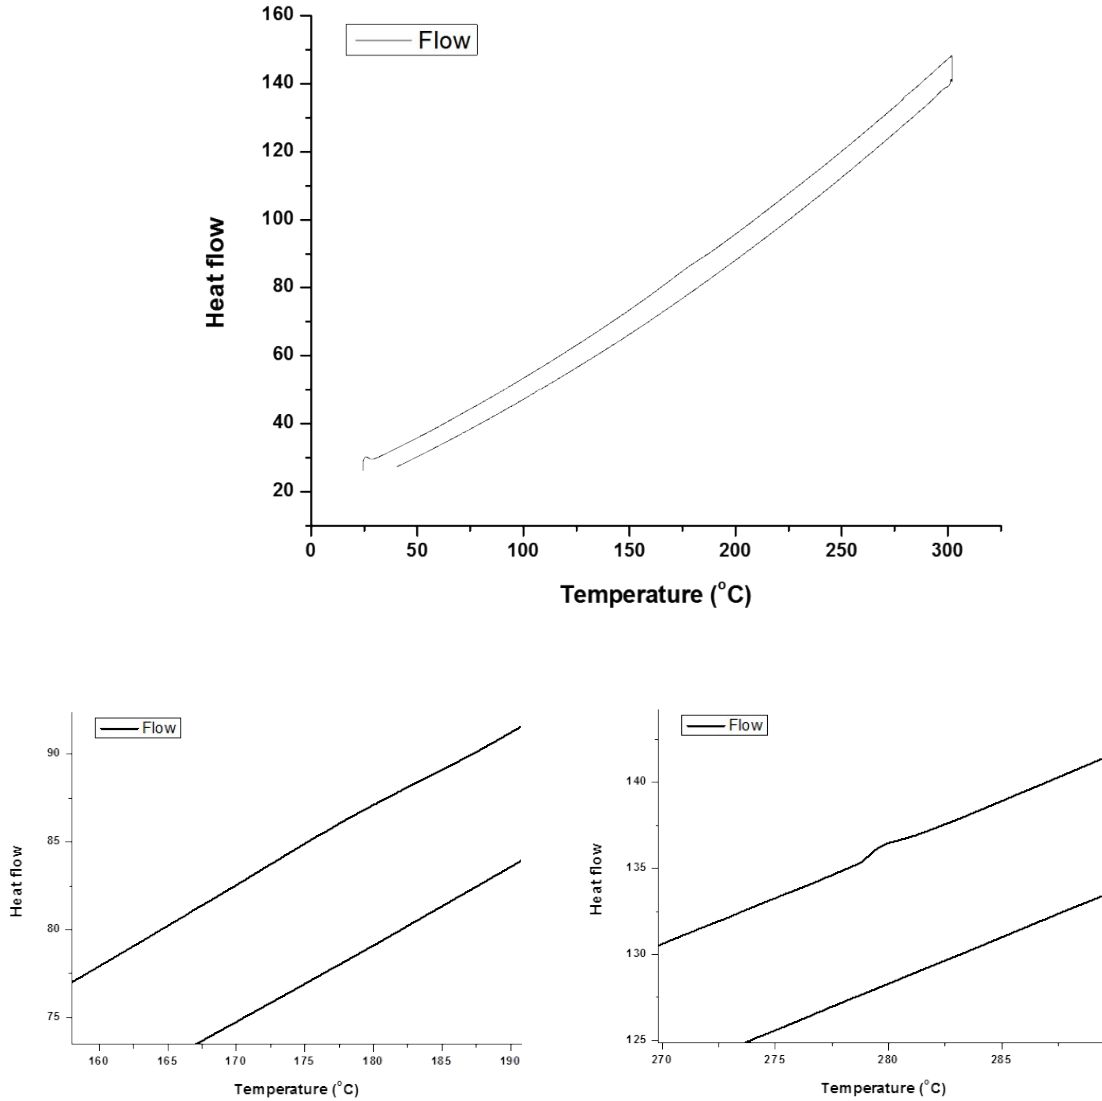 160
140
120
100
80
60
40
20
Heat flow
Flow
0 50 100 150 200 250 300
Temperature (°C)
90
85
80
75
Heat flow
Flow
160 165 170 175 180 185 190
Temperature (°C)
140
135
130
125
Heat flow
Flow
270 275 280 285
Temperature (°C)